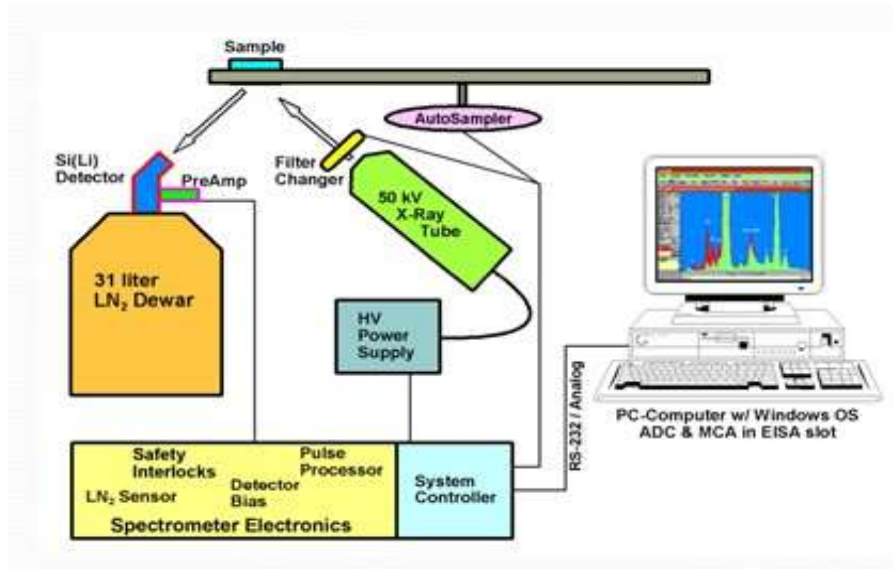 Sample
AutoSampler
Si(Li)
Detector
PreAmp
Filter
Changer
50 kV
X-Ray
Tube
31 liter
LN₂ Dewar
HV
Power
Supply
RS-232 / Analog
PC-Computer w/ Windows OS
ADC & MCA in EISA slot
Safety
Interlocks
Pulse
Processor
LN₂ Sensor
Detector
Bias
Spectrometer Electronics
System
Controller